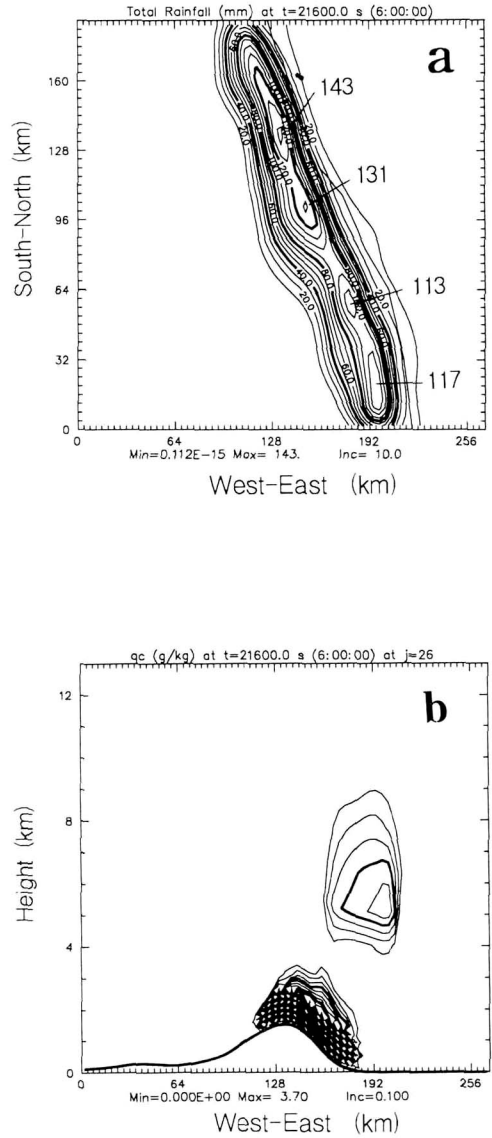 Total Rainfall (mm) at t=21600.0 s (6:00:00)
a
South-North (km)
160
128
96
64
32
0
143
131
113
117
0 64 128 192 256
Min=0.112E-15 Max= 143. Inc= 10.0
West-East (km)
qc (g/kg) at t=21600.0 s (6:00:00) at j=26
b
Height (km)
12
8
4
0
0 64 128 192 256
Min=0.000E+00 Max= 3.70 Inc=0.100
West-East (km)